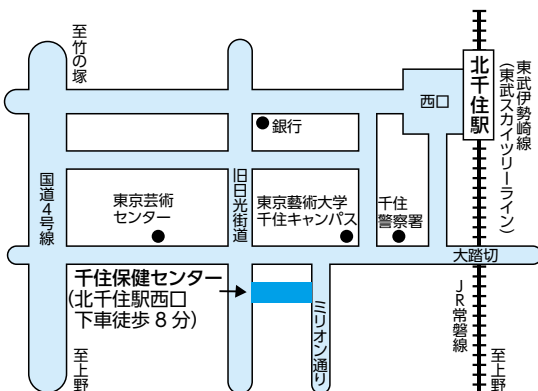 至竹の塚
北千住駅
東武伊勢崎線
(東武スカイツリーライン)
西口
銀行
国道4号線
旧日光街道
東京芸術
センター
東京藝術大学
千住キャンパス
千住
警察署
大踏切
千住保健センター
(北千住駅西口
下車徒歩8分)
ミリオン通り
JR常磐線
至上野
至上野